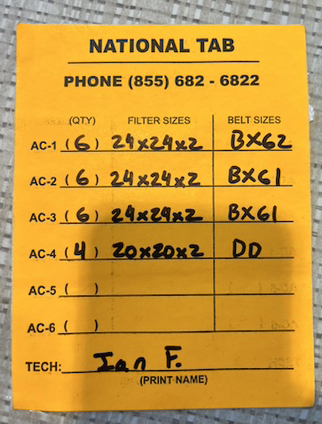 NATIONAL TAB
PHONE (855) 682 - 6822
(QTY) FILTER SIZES BELT SIZES
AC-1 (6) 24x24x2 BX62
AC-2 (6) 24x24x2 BX61
AC-3 (6) 24x24x2 BX61
AC-4 (4) 20x20x2 DD
AC-5 ( )
AC-6 ( )
TECH: Ian F.
(PRINT NAME)